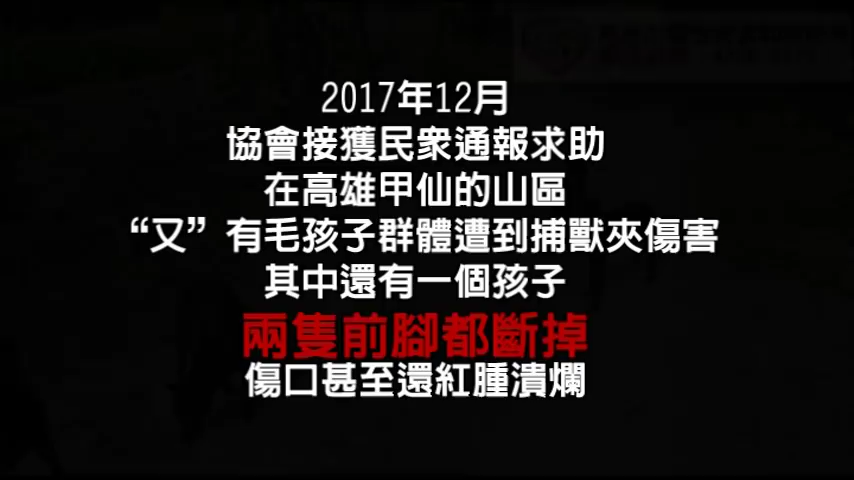 2017年12月
協會接獲民眾通報求助
在高雄甲仙的山區
“又”有毛孩子群體遭到捕獸夾傷害
其中還有一個孩子
兩隻前腳都斷掉
傷口甚至還紅腫潰爛